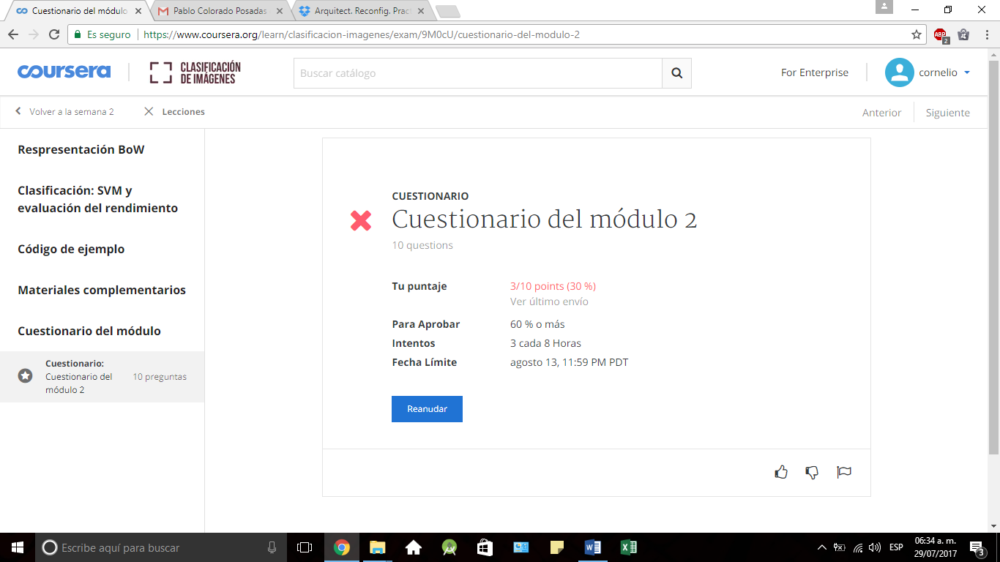 Cuestionario del módulo
Pablo Colorado Posadas
Arquitect. Reconfig. Prac
Es seguro
https://www.coursera.org/learn/clasificacion-imagenes/exam/9M0cU/cuestionario-del-modulo-2
ABP
2
coursera
CLASIFICACIÓN
DE IMÁGENES
Buscar catálogo
For Enterprise
cornelio
Volver a la semana 2
Lecciones
Anterior
Siguiente
Respresentación BoW
Clasificación: SVM y
evaluación del rendimiento
Código de ejemplo
Materiales complementarios
Cuestionario del módulo
Cuestionario:
Cuestionario del
módulo 2
10 preguntas
CUESTIONARIO
Cuestionario del módulo 2
10 questions
Tu puntaje
3/10 points (30 %)
Ver último envío
Para Aprobar
60 % o más
Intentos
3 cada 8 Horas
Fecha Límite
agosto 13, 11:59 PM PDT
Reanudar
Escribe aquí para buscar
ESP
06:34 a. m.
29/07/2017
3